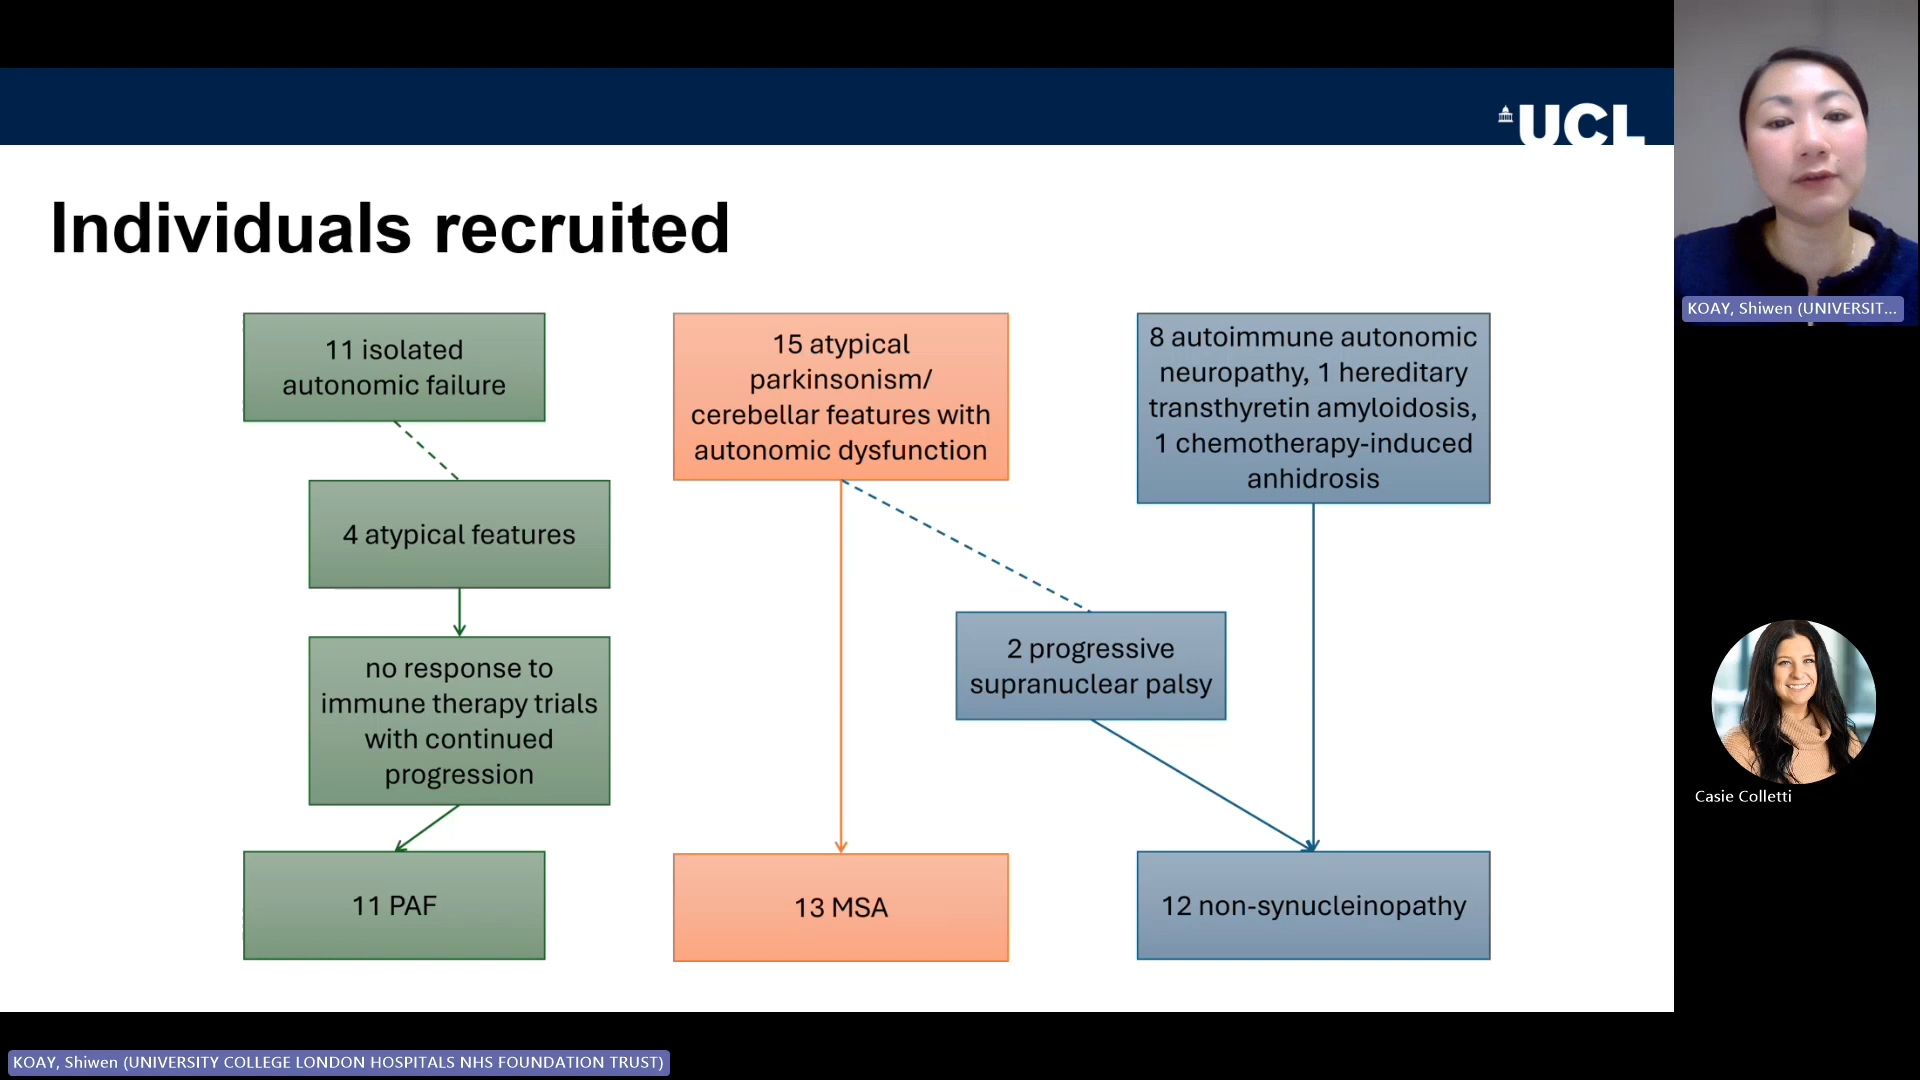 UCL
Individuals recruited
11 isolated
autonomic failure
4 atypical features
no response to
immune therapy trials
with continued
progression
11 PAF
15 atypical
parkinsonism/
cerebellar features with
autonomic dysfunction
2 progressive
supranuclear palsy
13 MSA
8 autoimmune autonomic
neuropathy, 1 hereditary
transthyretin amyloidosis,
1 chemotherapy-induced
anhidrosis
12 non-synucleinopathy
KOAY, Shiwen (UNIVERSIT...
Casie Colletti
KOAY, Shiwen (UNIVERSITY COLLEGE LONDON HOSPITALS NHS FOUNDATION TRUST)